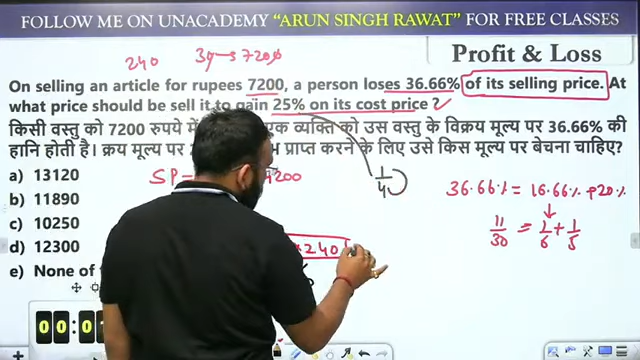 FOLLOW ME ON UNACADEMY “ARUN SINGH RAWAT” FOR FREE CLASSES
240 30 → 7200
Profit & Loss
On selling an article for rupees 7200, a person loses 36.66% of its selling price. At
what price should be sell it to gain 25% on its cost price ?
किसी वस्तु को 7200 रुपये में एक व्यक्ति को उस वस्तु के विक्रय मूल्य पर 36.66% की
हानि होती है। क्रय मूल्य पर प्राप्त करने के लिए उसे किस मूल्य पर बेचना चाहिए?
a) 13120
SP 7200
1/4
36.66% = 16.66% + 20%
b) 11890
11/30 = 1/6 + 1/5
c) 10250
240
d) 12300
e) None of